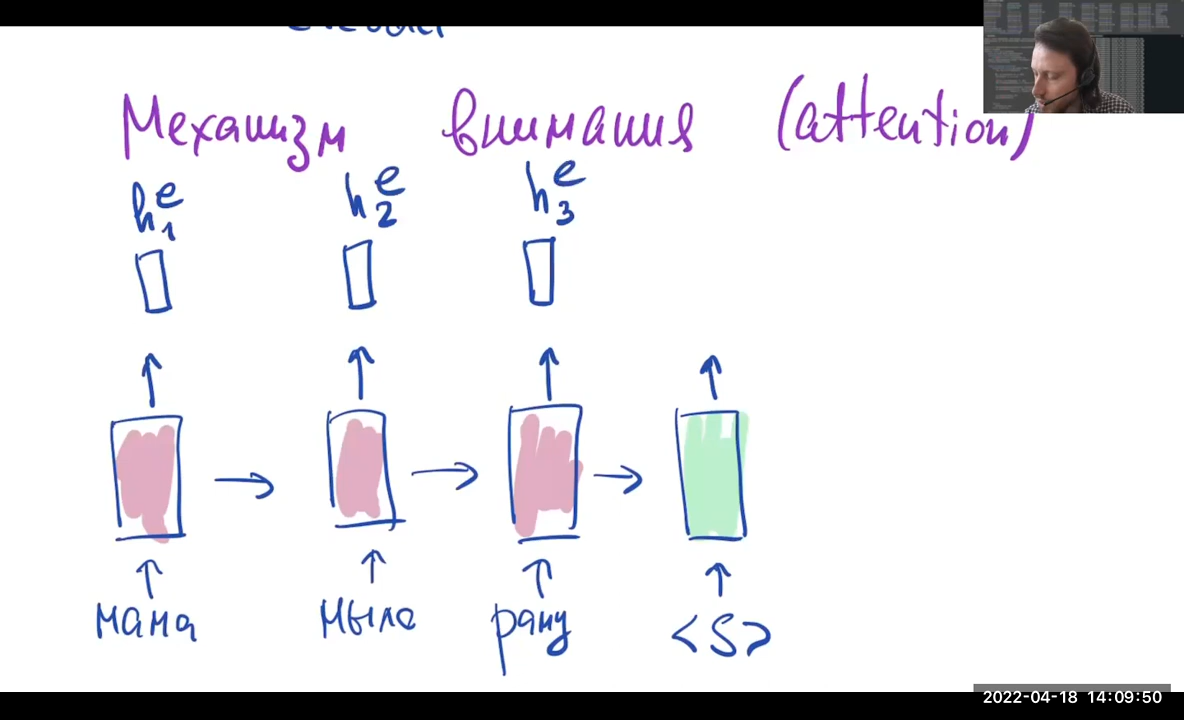 Механизм внимания (attention)
h₁ᵉ h₂ᵉ h₃ᵉ
мама мыла раму <S>
2022-04-18 14:09:50